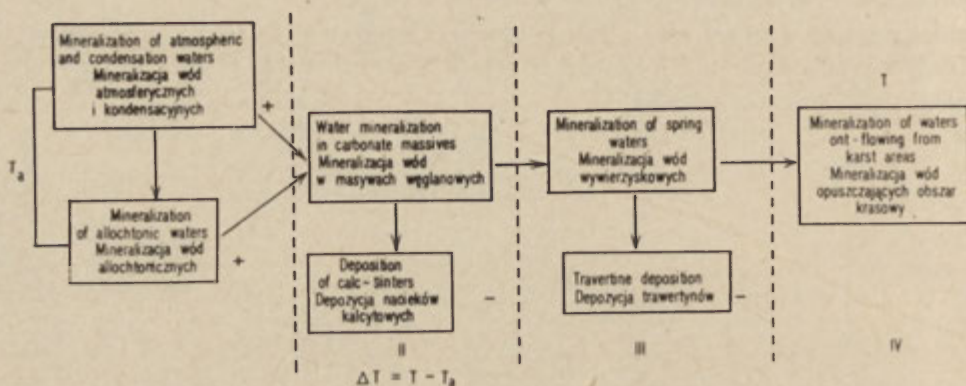 Mineralization of atmospheric
and condensation waters
Mineralizacja wód
atmosferycznych
i kondensacyjnych
+
Tₐ
Mineralization
of allochtonic waters
Mineralizacja wód
allochtonicznych
+
Water mineralization
in carbonate massives
Mineralizacja wód
w masywach węglanowych
Deposition
of calc-sinters
Depozycja nacieków
kalcytowych
-
II
Δ T = T - Tₐ
Mineralization of spring
waters
Mineralizacja wód
wywierzyskowych
Travertine deposition
Depozycja trawertynów
-
III
T
Mineralization of waters
ont-flowing from
karst areas
Mineralizacja wód
opuszczających obszar
krasowy
IV